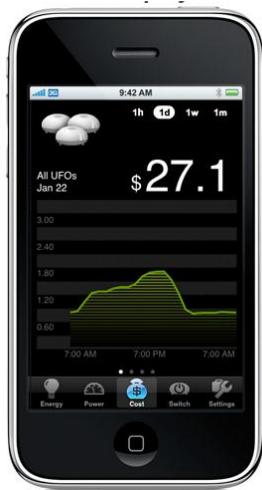 3G 9:42 AM
1h 1d 1w 1m
All UFOs
Jan 22
$27.1
3.00
2.40
1.80
1.20
0.60
7:00 AM 7:00 PM 7:00 AM
$
Energy Power Cost Switch Settings